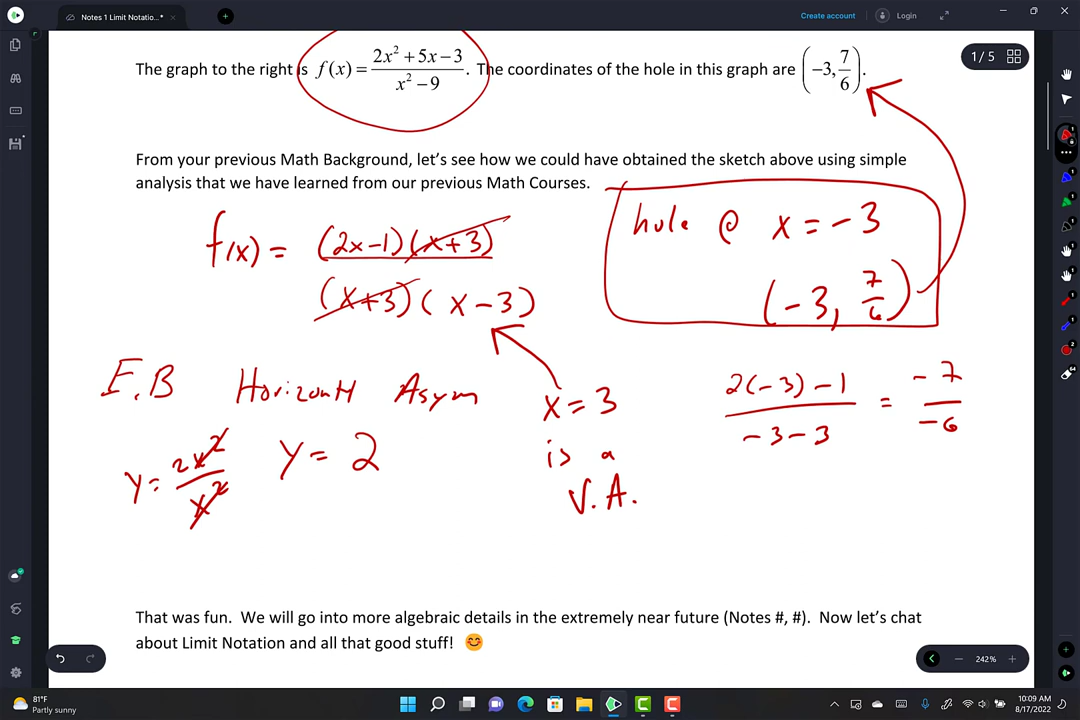 Notes 1 Limit Notatio...*
Create account
Login
The graph to the right is f(x) = (2x² + 5x − 3)/(x² − 9). The coordinates of the hole in this graph are (−3, 7/6).
1 / 5
From your previous Math Background, let's see how we could have obtained the sketch above using simple
analysis that we have learned from our previous Math Courses.
f(x) = (2x−1)(x+3) / (x+3)(x−3)
hole @ x = −3
(−3, 7/6)
E.B Horizontl Asym
y = 2x²/x² y = 2
x = 3
is a
V.A.
2(−3) −1 / −3−3 = −7/−6
That was fun. We will go into more algebraic details in the extremely near future (Notes #, #). Now let's chat
about Limit Notation and all that good stuff! 😊
242%
81°F
Partly sunny
10:09 AM
8/17/2022